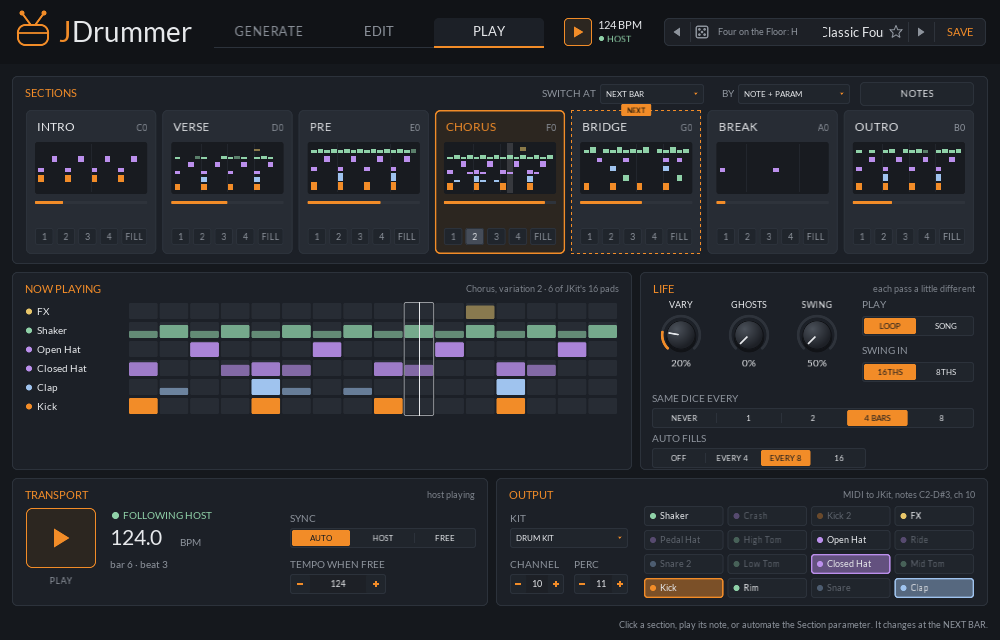 JDrummer
GENERATE EDIT PLAY
124 BPM
HOST
Four on the Floor: H Classic Fou SAVE
SECTIONS SWITCH AT NEXT BAR BY NOTE + PARAM NOTES
NEXT
INTRO C0 VERSE D0 PRE E0 CHORUS F0 BRIDGE G0 BREAK A0 OUTRO B0
1 2 3 4 FILL 1 2 3 4 FILL 1 2 3 4 FILL 1 2 3 4 FILL 1 2 3 4 FILL 1 2 3 4 FILL 1 2 3 4 FILL
NOW PLAYING Chorus, variation 2 · 6 of JKit's 16 pads
FX
Shaker
Open Hat
Closed Hat
Clap
Kick
LIFE each pass a little different
VARY GHOSTS SWING PLAY
LOOP SONG
SWING IN
20% 0% 50% 16THS 8THS
SAME DICE EVERY
NEVER 1 2 4 BARS 8
AUTO FILLS
OFF EVERY 4 EVERY 8 16
TRANSPORT host playing
FOLLOWING HOST
124.0 BPM
bar 6 · beat 3
PLAY
SYNC
AUTO HOST FREE
TEMPO WHEN FREE
− 124 +
OUTPUT MIDI to JKit, notes C2-D#3, ch 10
KIT
DRUM KIT
CHANNEL PERC
− 10 + − 11 +
Shaker Crash Kick 2 FX
Pedal Hat High Tom Open Hat Ride
Snare 2 Low Tom Closed Hat Mid Tom
Kick Rim Snare Clap
Click a section, play its note, or automate the Section parameter. It changes at the NEXT BAR.